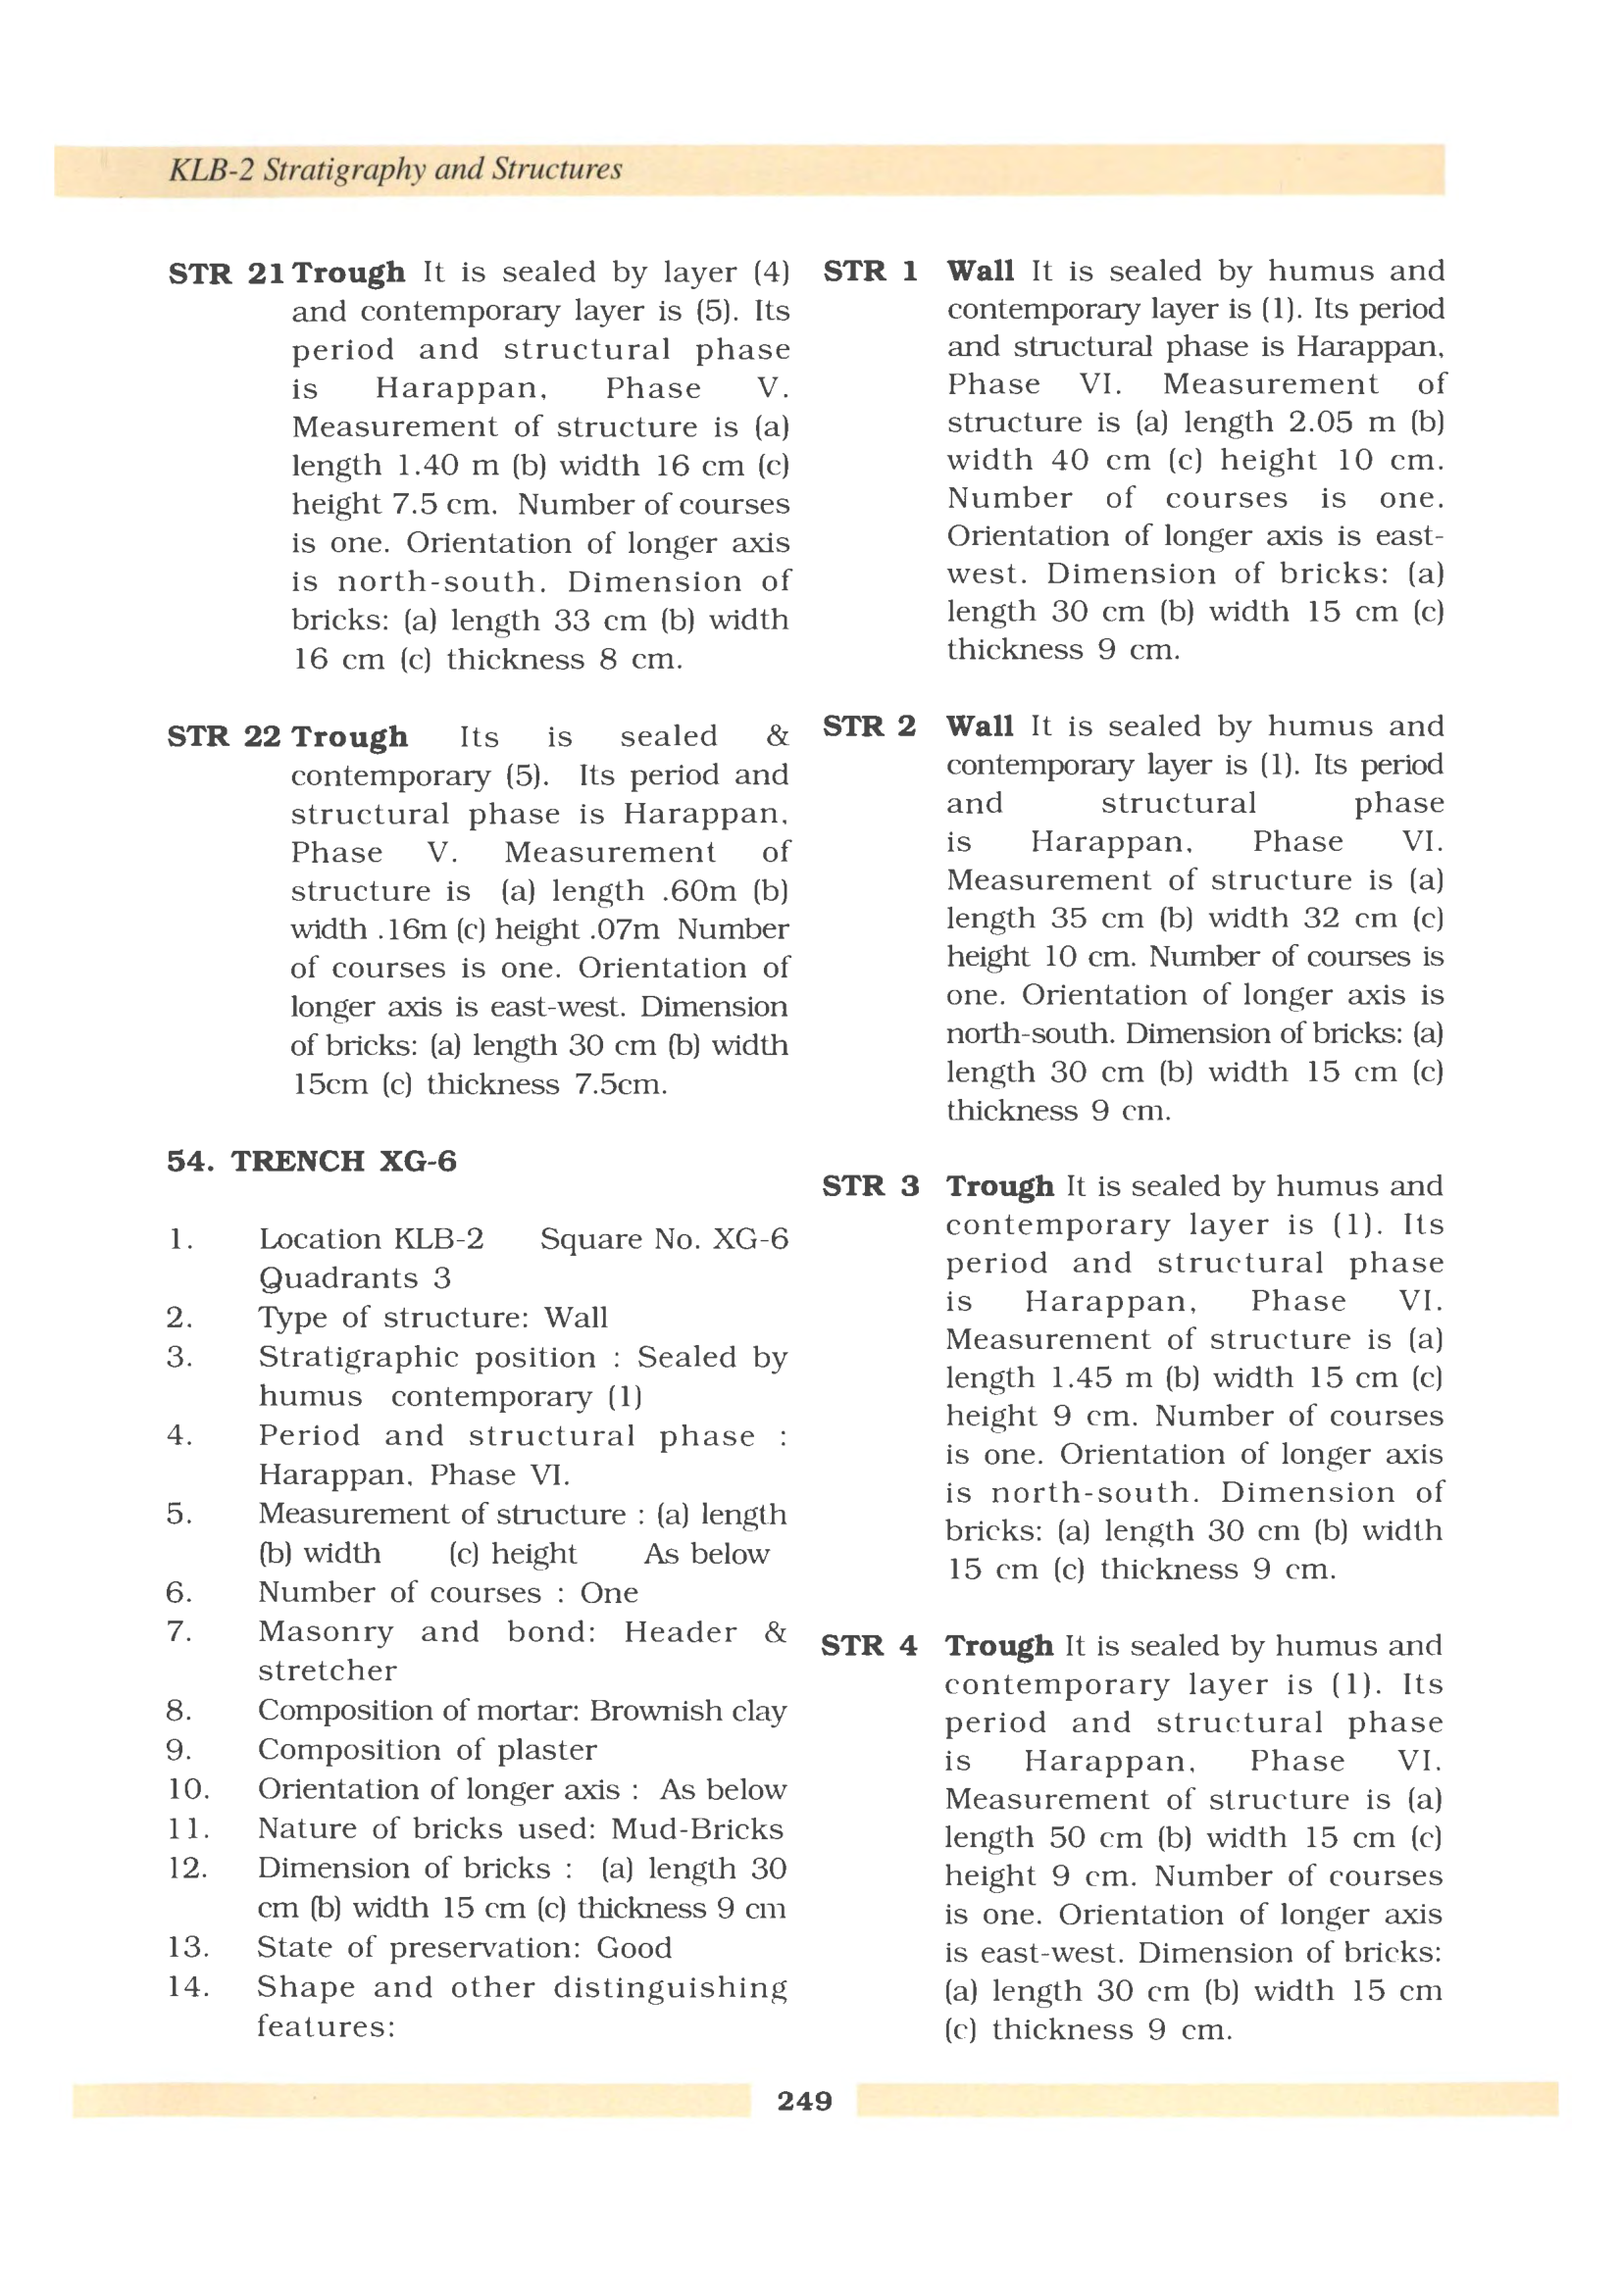 KLB-2 Stratigraphy and Structures
STR 21 Trough It is sealed by layer (4)
and contemporary layer is (5). Its
period and structural phase
is Harappan, Phase V.
Measurement of structure is (a)
length 1.40 m (b) width 16 cm (c)
height 7.5 cm. Number of courses
is one. Orientation of longer axis
is north-south. Dimension of
bricks: (a) length 33 cm (b) width
16 cm (c) thickness 8 cm.
STR 22 Trough Its is sealed &
contemporary (5). Its period and
structural phase is Harappan,
Phase V. Measurement of
structure is (a) length .60m (b)
width .16m (c) height .07m Number
of courses is one. Orientation of
longer axis is east-west. Dimension
of bricks: (a) length 30 cm (b) width
15cm (c) thickness 7.5cm.
54. TRENCH XG-6
1. Location KLB-2 Square No. XG-6
Quadrants 3
2. Type of structure: Wall
3. Stratigraphic position : Sealed by
humus contemporary (1)
4. Period and structural phase :
Harappan, Phase VI.
5. Measurement of structure : (a) length
(b) width (c) height As below
6. Number of courses : One
7. Masonry and bond: Header &
stretcher
8. Composition of mortar: Brownish clay
9. Composition of plaster
10. Orientation of longer axis : As below
11. Nature of bricks used: Mud-Bricks
12. Dimension of bricks : (a) length 30
cm (b) width 15 cm (c) thickness 9 cm
13. State of preservation: Good
14. Shape and other distinguishing
features:
STR 1 Wall It is sealed by humus and
contemporary layer is (1). Its period
and structural phase is Harappan,
Phase VI. Measurement of
structure is (a) length 2.05 m (b)
width 40 cm (c) height 10 cm.
Number of courses is one.
Orientation of longer axis is east-
west. Dimension of bricks: (a)
length 30 cm (b) width 15 cm (c)
thickness 9 cm.
STR 2 Wall It is sealed by humus and
contemporary layer is (1). Its period
and structural phase
is Harappan, Phase VI.
Measurement of structure is (a)
length 35 cm (b) width 32 cm (c)
height 10 cm. Number of courses is
one. Orientation of longer axis is
north-south. Dimension of bricks: (a)
length 30 cm (b) width 15 cm (c)
thickness 9 cm.
STR 3 Trough It is sealed by humus and
contemporary layer is (1). Its
period and structural phase
is Harappan, Phase VI.
Measurement of structure is (a)
length 1.45 m (b) width 15 cm (c)
height 9 cm. Number of courses
is one. Orientation of longer axis
is north-south. Dimension of
bricks: (a) length 30 cm (b) width
15 cm (c) thickness 9 cm.
STR 4 Trough It is sealed by humus and
contemporary layer is (1). Its
period and structural phase
is Harappan, Phase VI.
Measurement of structure is (a)
length 50 cm (b) width 15 cm (c)
height 9 cm. Number of courses
is one. Orientation of longer axis
is east-west. Dimension of bricks:
(a) length 30 cm (b) width 15 cm
(c) thickness 9 cm.
249